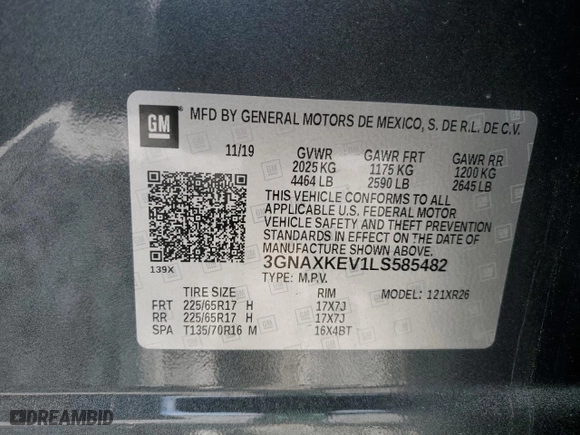 GM
MFD BY GENERAL MOTORS DE MEXICO, S. DE R.L. DE C.V.
11/19 GVWR GAWR FRT GAWR RR
2025 KG 1175 KG 1200 KG
4464 LB 2590 LB 2645 LB
THIS VEHICLE CONFORMS TO ALL
APPLICABLE U.S. FEDERAL MOTOR
VEHICLE SAFETY AND THEFT PREVENTION
STANDARDS IN EFFECT ON THE DATE OF
MANUFACTURE SHOWN ABOVE.
139X 3GNAXKEV1LS585482
TYPE: M.P.V.
TIRE SIZE RIM MODEL: 121XR26
FRT 225/65R17 H 17X7J
RR 225/65R17 H 17X7J
SPA T135/70R16 M 16X4BT
DREAMBID